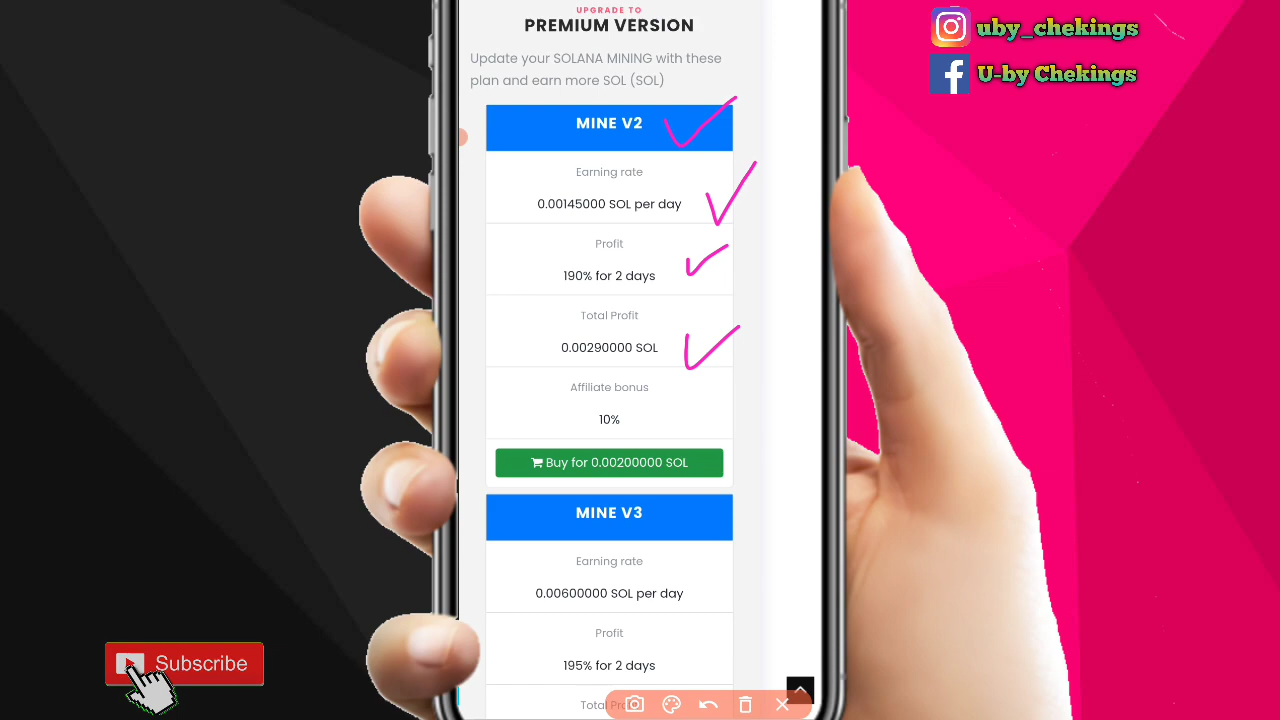 UPGRADE TO
PREMIUM VERSION
Update your SOLANA MINING with these
plan and earn more SOL (SOL)
MINE V2
Earning rate
0.00145000 SOL per day
Profit
190% for 2 days
Total Profit
0.00290000 SOL
Affiliate bonus
10%
Buy for 0.00200000 SOL
MINE V3
Earning rate
0.00600000 SOL per day
Profit
195% for 2 days
Total
uby_chekings
U-by Chekings
Subscribe